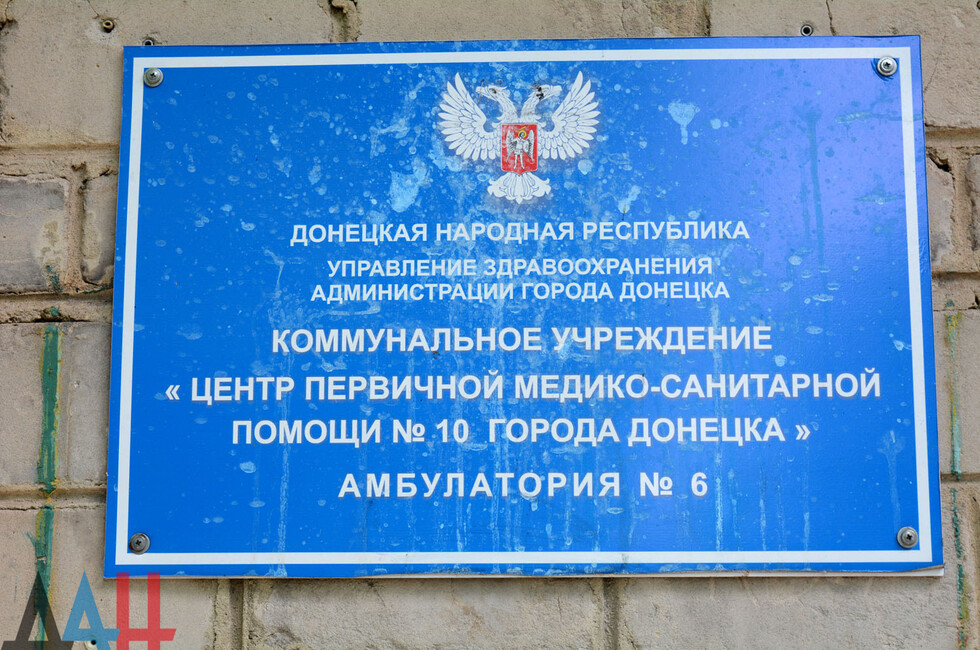 ДОНЕЦКАЯ НАРОДНАЯ РЕСПУБЛИКА
УПРАВЛЕНИЕ ЗДРАВООХРАНЕНИЯ
АДМИНИСТРАЦИИ ГОРОДА ДОНЕЦКА
КОММУНАЛЬНОЕ УЧРЕЖДЕНИЕ
« ЦЕНТР ПЕРВИЧНОЙ МЕДИКО-САНИТАРНОЙ
ПОМОЩИ № 10 ГОРОДА ДОНЕЦКА »
АМБУЛАТОРИЯ № 6
ДАН